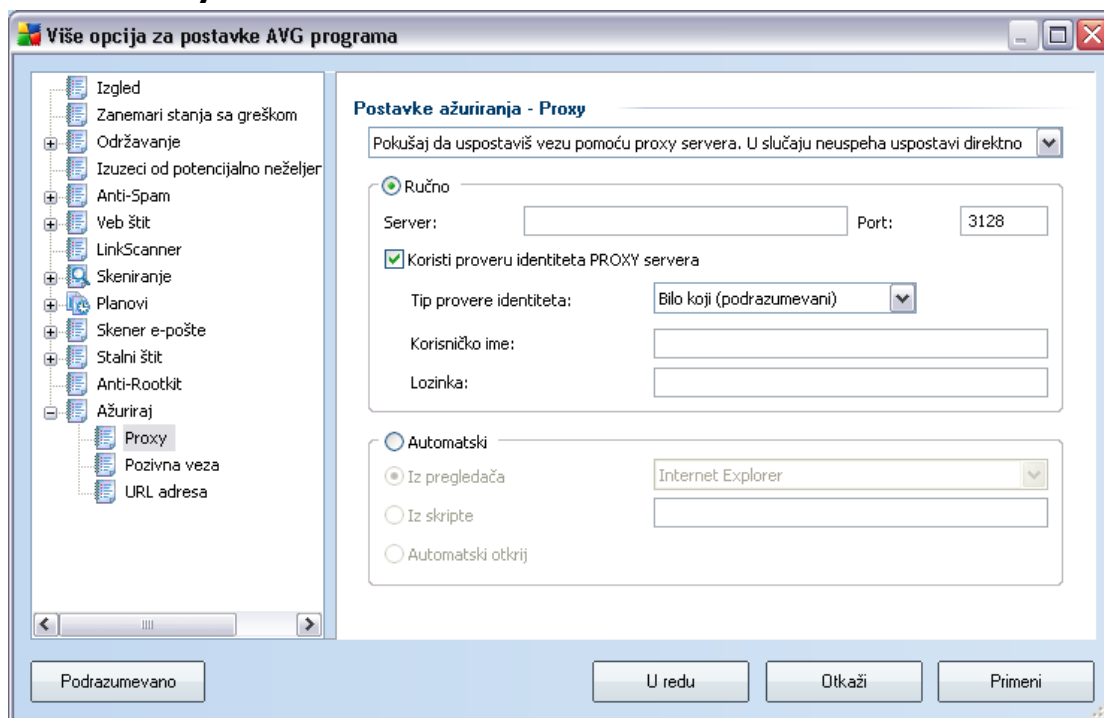 Više opcija za postavke AVG programa
Izgled
Zanemari stanja sa greškom
Održavanje
Izuzeci od potencijalno neželjer
Anti-Spam
Veb štit
LinkScanner
Skeniranje
Planovi
Skener e-pošte
Stalni štit
Anti-Rootkit
Ažuriraj
Proxy
Pozivna veza
URL adresa
Postavke ažuriranja - Proxy
Pokušaj da uspostaviš vezu pomoću proxy servera. U slučaju neuspeha uspostavi direktno
Ručno
Server: Port: 3128
Koristi proveru identiteta PROXY servera
Tip provere identiteta: Bilo koji (podrazumevani)
Korisničko ime:
Lozinka:
Automatski
Iz pregledača Internet Explorer
Iz skripte
Automatski otkrij
Podrazumevano U redu Otkaži Primeni